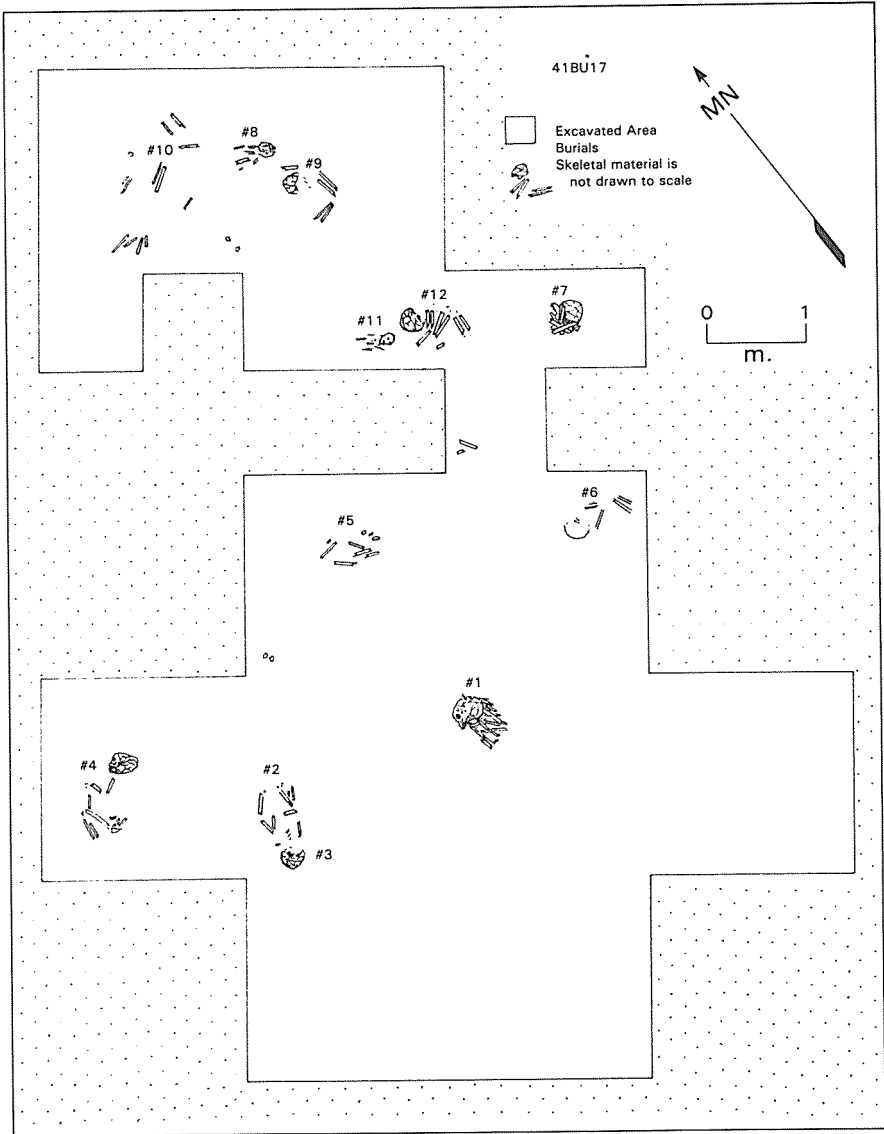 41BU17
MN
Excavated Area
Burials
Skeletal material is
not drawn to scale
0 1
m.
#8
#10
#9
#12
#7
#11
#6
#5
#1
#4
#2
#3